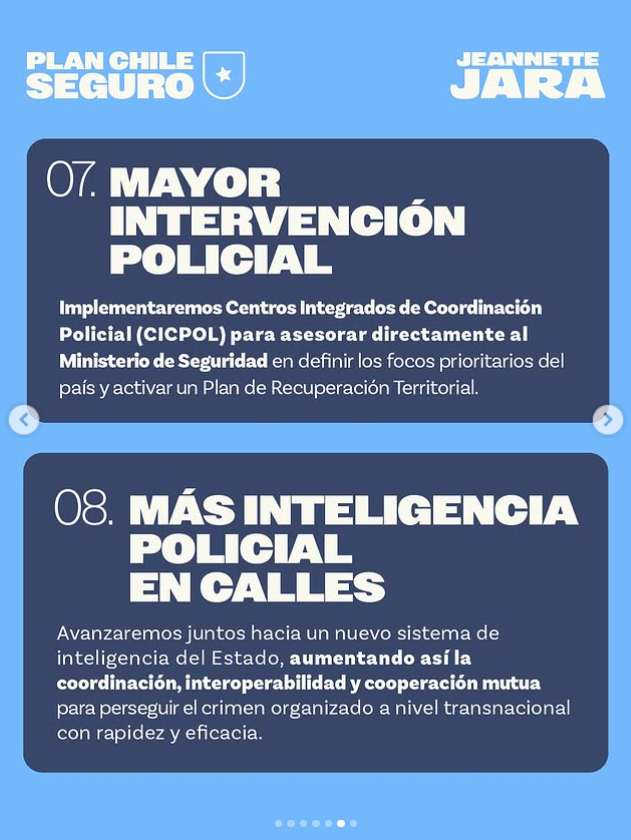 PLAN CHILE
SEGURO
JEANNETTE
JARA
07. MAYOR
INTERVENCIÓN
POLICIAL
Implementaremos Centros Integrados de Coordinación
Policial (CICPOL) para asesorar directamente al
Ministerio de Seguridad en definir los focos prioritarios del
país y activar un Plan de Recuperación Territorial.
08. MÁS INTELIGENCIA
POLICIAL
EN CALLES
Avanzaremos juntos hacia un nuevo sistema de
inteligencia del Estado, aumentando así la
coordinación, interoperabilidad y cooperación mutua
para perseguir el crimen organizado a nivel transnacional
con rapidez y eficacia.